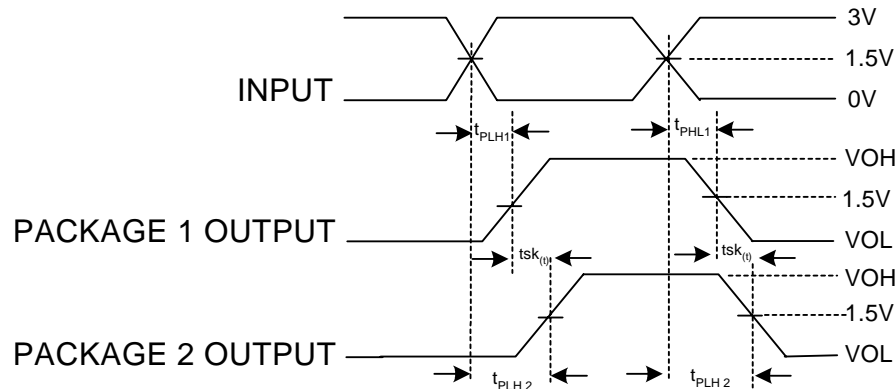 3V
1.5V
INPUT
0V
tPLH1
tPHL1
VOH
1.5V
PACKAGE 1 OUTPUT
VOL
tsk(t)
tsk(t)
VOH
1.5V
PACKAGE 2 OUTPUT
VOL
tPLH 2
tPLH 2